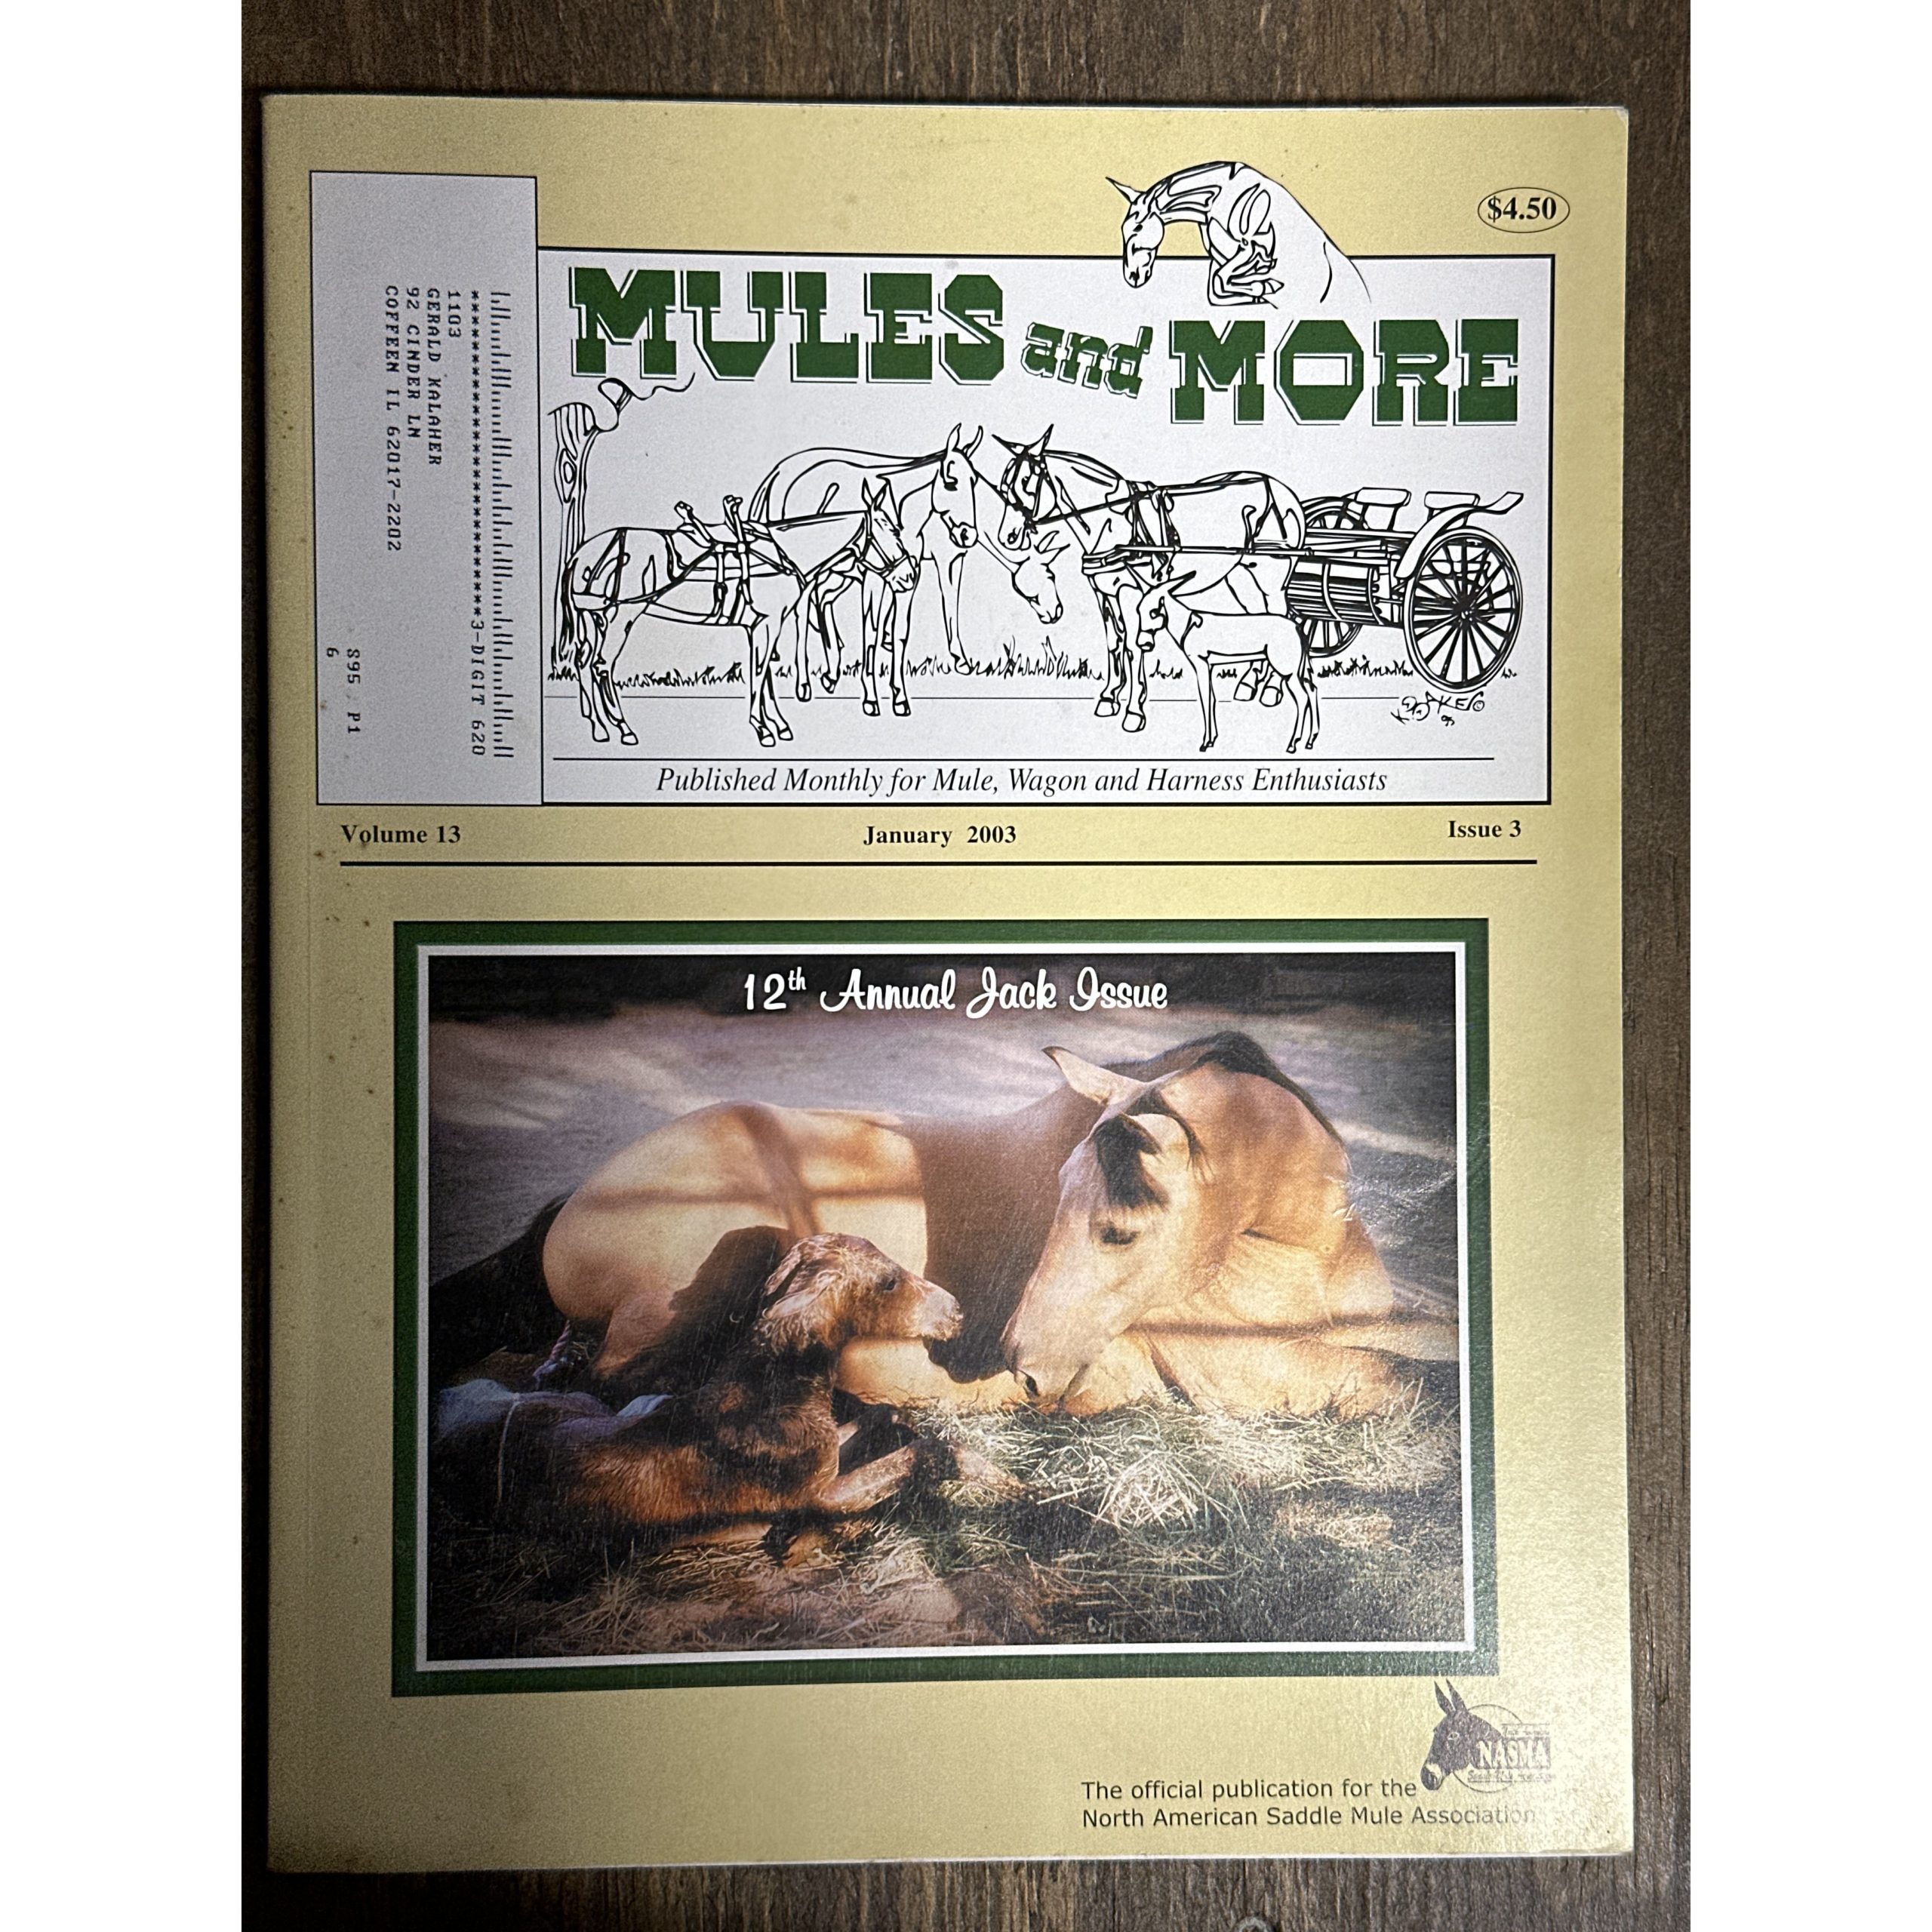 $4.50
MULES and MORE
1103
GERALD KALAHER
92 CINDER LN
COFFEEN IL 62017-2202
***3-DIGIT 620
S95 P1
6
Published Monthly for Mule, Wagon and Harness Enthusiasts
Volume 13 January 2003 Issue 3
12th Annual Jack Issue
NASMA
The official publication for the
North American Saddle Mule Association